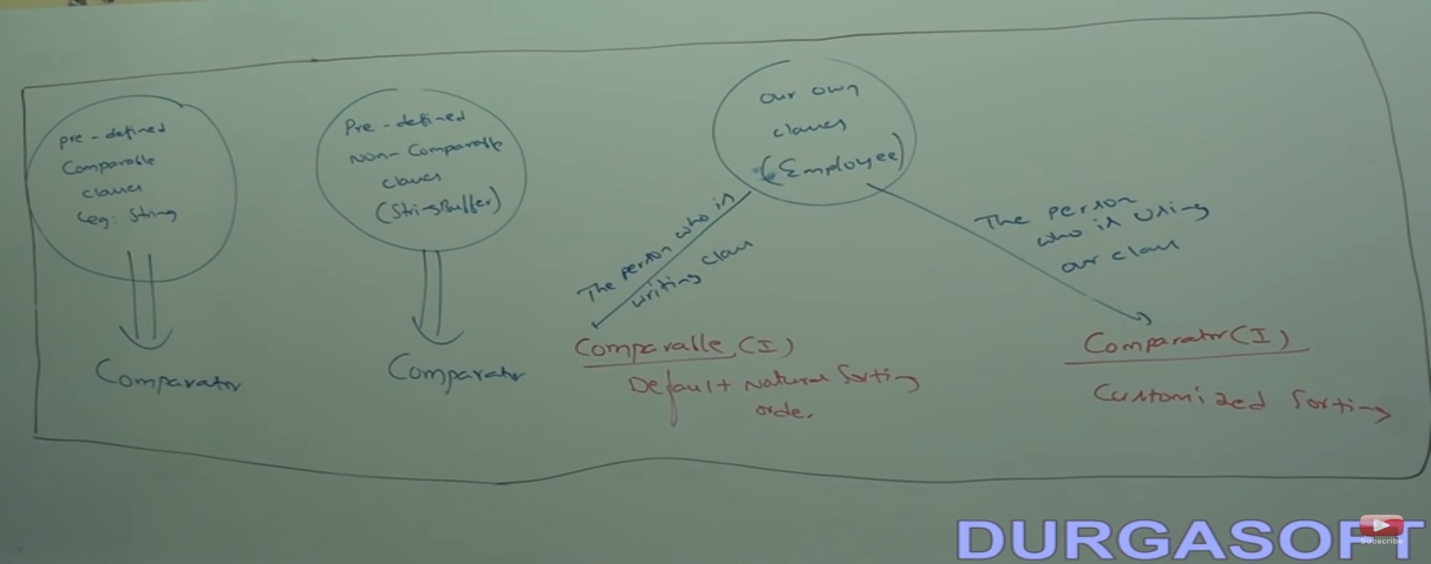 pre-defined
Comparable
classes
(eg: String
Pre-defined
Non-Comparable
classes
(StringBuffer)
our own
classes
(Employee)
The person who is
writing class
The person
who is using
our class
Comparator
Comparator
Comparable (I)
Default Natural Sorting
orde.
Comparator (I)
Customized Sorting
DURGASOFT
Subscribe